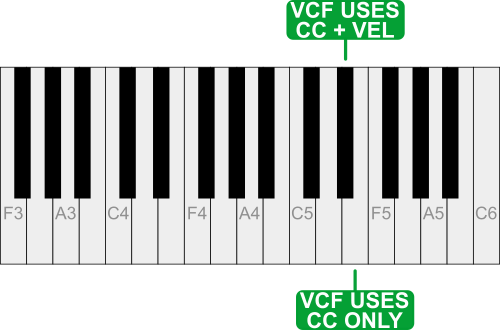 VCF USES
CC + VEL
F3 A3 C4 F4 A4 C5 F5 A5 C6
VCF USES
CC ONLY